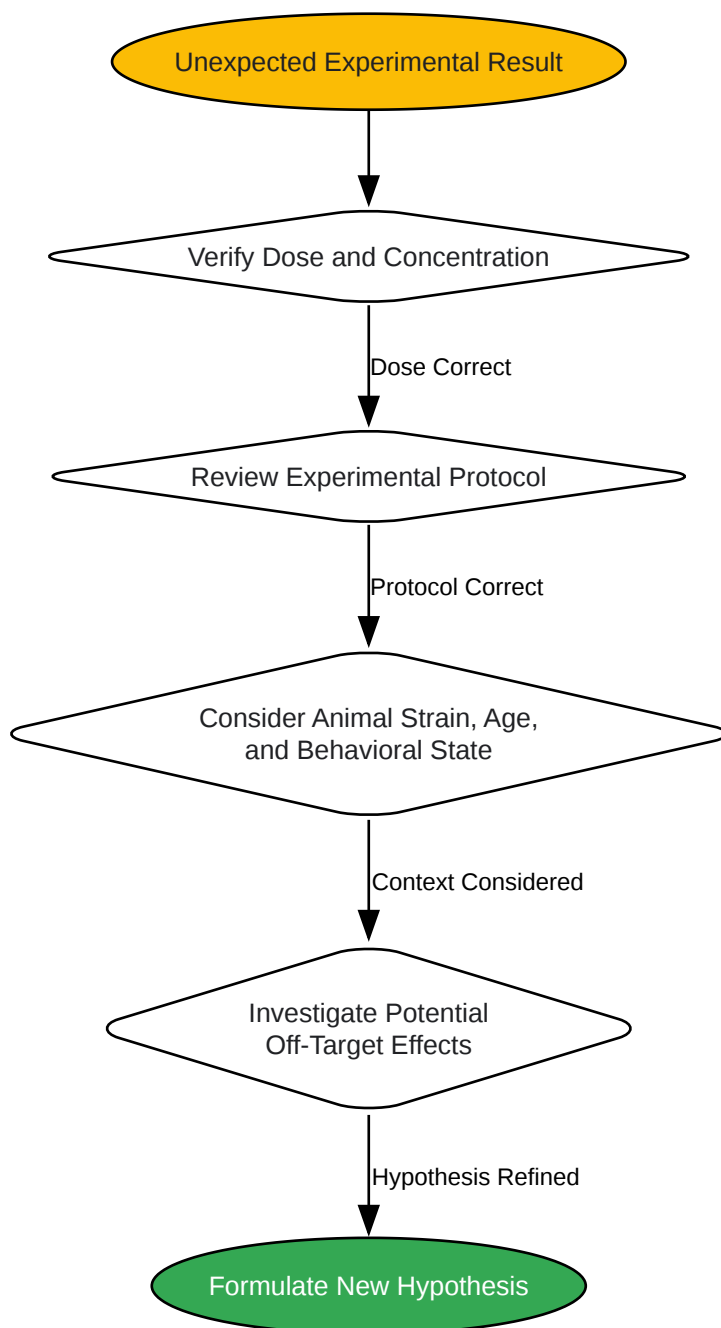 Unexpected Experimental Result
Verify Dose and Concentration
Dose Correct
Review Experimental Protocol
Protocol Correct
Consider Animal Strain, Age,
and Behavioral State
Context Considered
Investigate Potential
Off-Target Effects
Hypothesis Refined
Formulate New Hypothesis